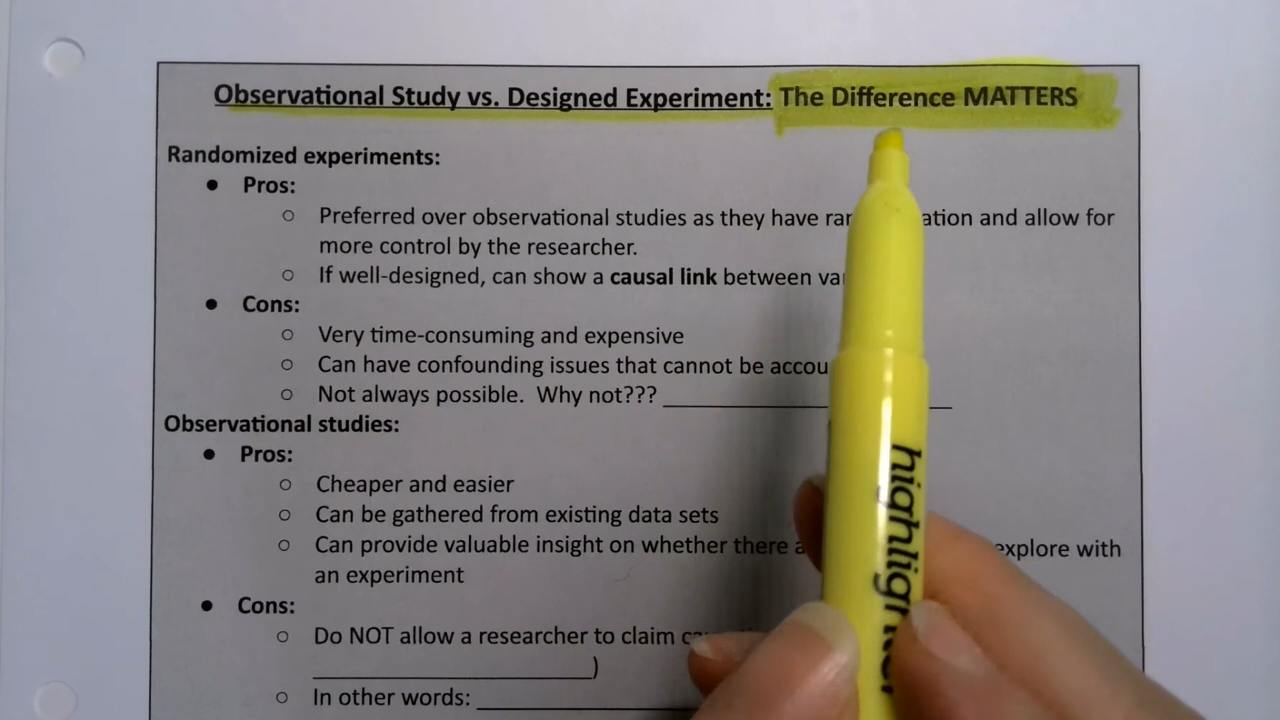 Observational Study vs. Designed Experiment: The Difference MATTERS
Randomized experiments:
● Pros:
○ Preferred over observational studies as they have and allow for
more control by the researcher.
○ If well-designed, can show a causal link between
● Cons:
○ Very time-consuming and expensive
○ Can have confounding issues that cannot be
○ Not always possible. Why not??? ____________________
Observational studies:
● Pros:
○ Cheaper and easier
○ Can be gathered from existing data sets
○ Can provide valuable insight on whether there explore with
an experiment
● Cons:
○ Do NOT allow a researcher to claim
____________________)
○ In other words: ____________________
highlighter